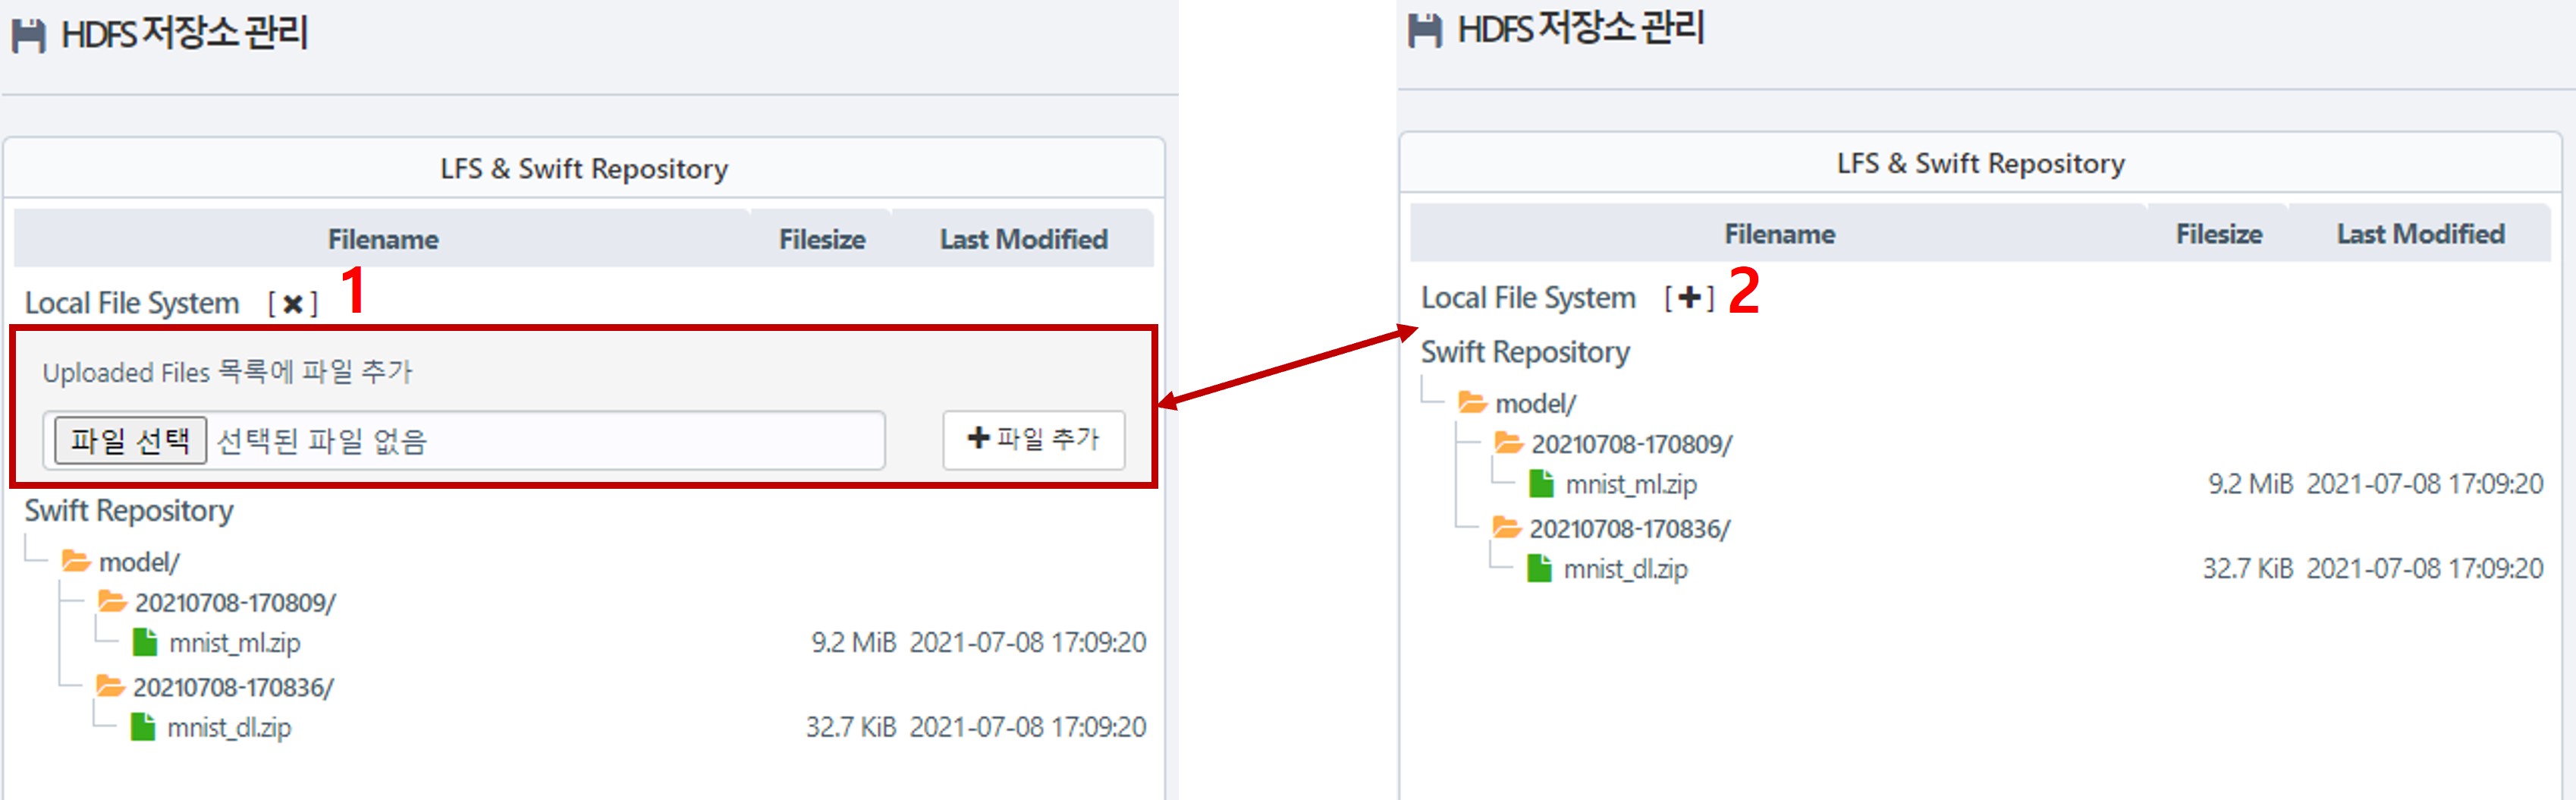 HDFS 저장소 관리
LFS & Swift Repository
Filename Filesize Last Modified
Local File System [✖] 1
Uploaded Files 목록에 파일 추가
파일 선택 선택된 파일 없음 ✚ 파일 추가
Swift Repository
model/
20210708-170809/
mnist_ml.zip 9.2 MiB 2021-07-08 17:09:20
20210708-170836/
mnist_dl.zip 32.7 KiB 2021-07-08 17:09:20
HDFS 저장소 관리
LFS & Swift Repository
Filename Filesize Last Modified
Local File System [✚] 2
Swift Repository
model/
20210708-170809/
mnist_ml.zip 9.2 MiB 2021-07-08 17:09:20
20210708-170836/
mnist_dl.zip 32.7 KiB 2021-07-08 17:09:20